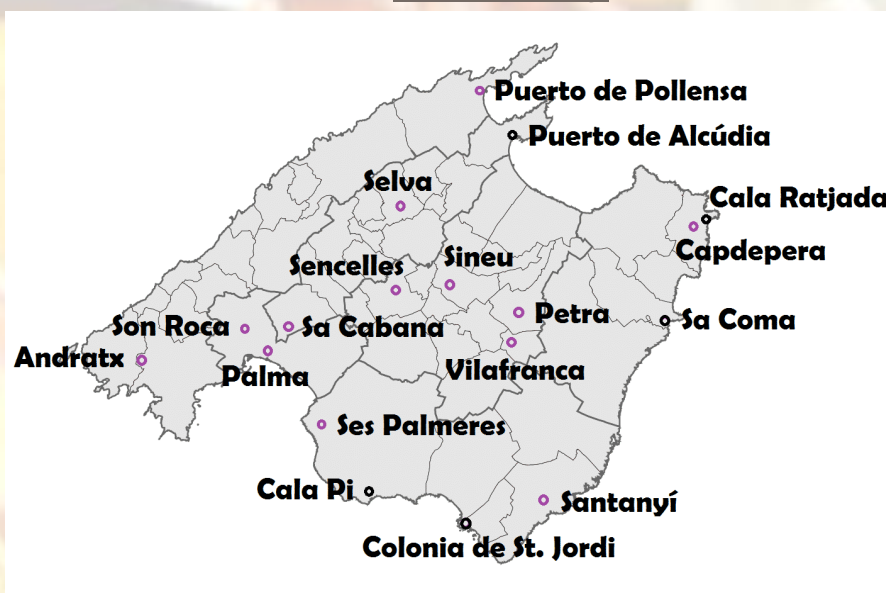 Puerto de Pollensa
Puerto de Alcúdia
Selva
Cala Ratjada
Capdepera
Sineu
Sencelles
Petra
Sa Coma
Son Roca
Sa Cabana
Andratx
Palma
Vilafranca
Ses Palmeres
Cala Pi
Santanyí
Colonia de St. Jordi